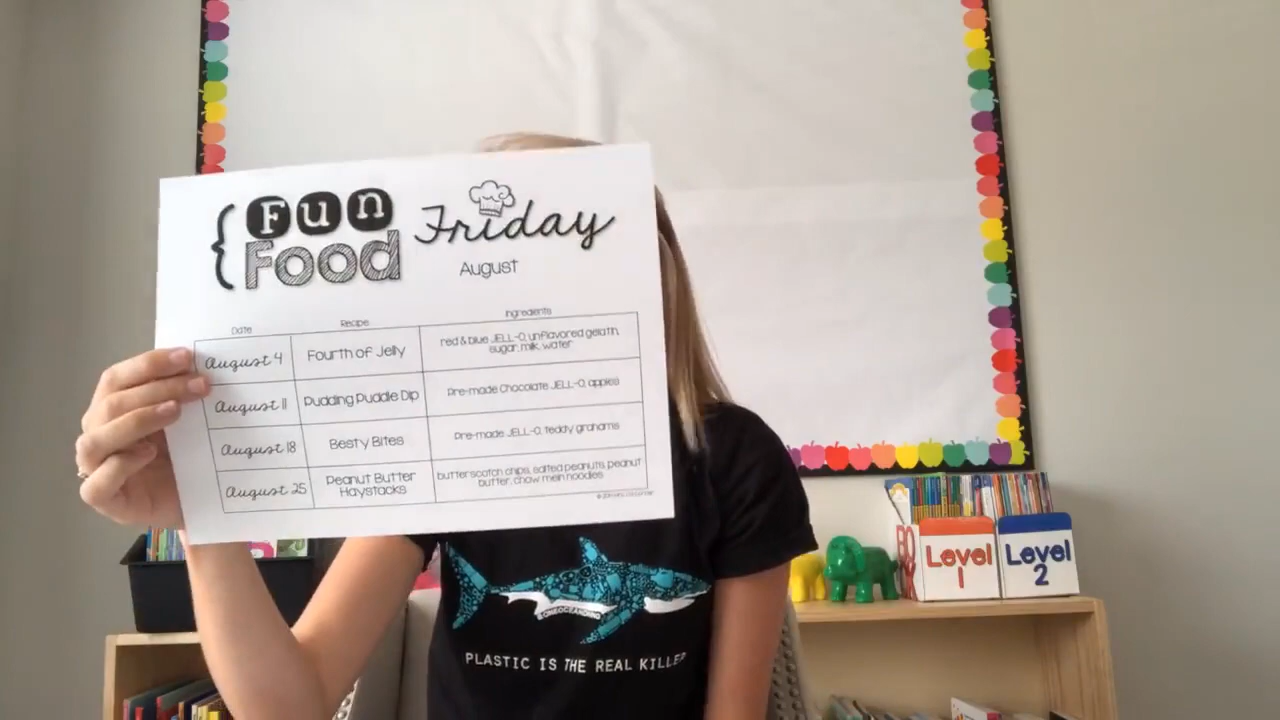 Fun
Food Friday
August
Date Recipe Ingredients
August 4 Fourth of Jelly red & blue JELL-O, unflavored gelatin,
sugar, milk, water
August 11 Pudding Puddle Dip Pre-made Chocolate JELL-O, apples
August 18 Besty Bites Pre-made JELL-O, teddy grahams
August 25 Peanut Butter
Haystacks
butterscotch chips, salted peanuts, peanut
butter, chow mein noodles
PLASTIC IS THE REAL KILLER
Level
1
Level
2